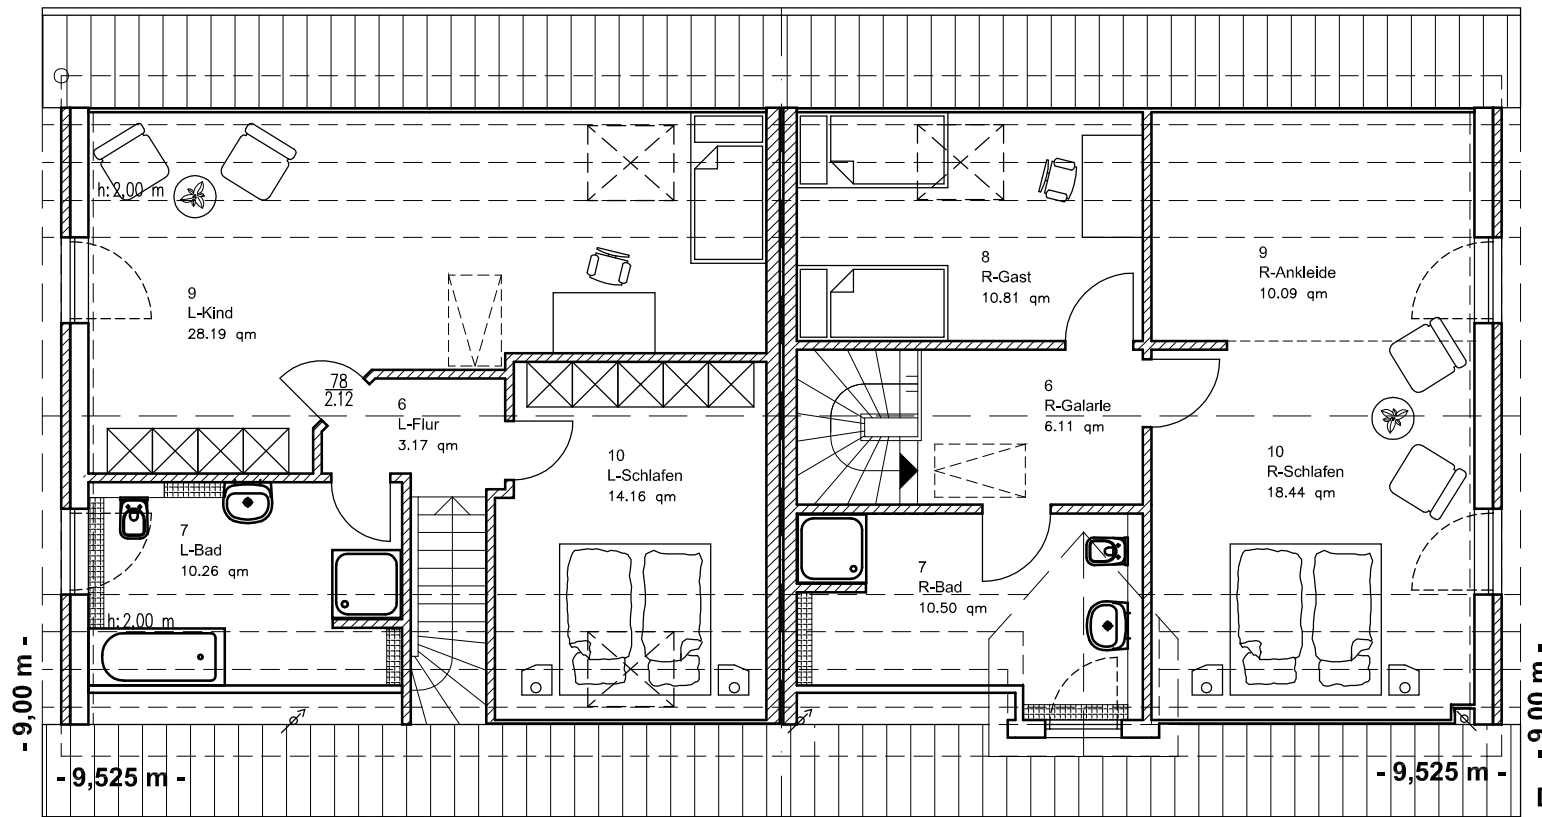 h: 2,00 m
9
L-Kind
28.19 qm
8
R-Gast
10.81 qm
9
R-Ankleide
10.09 qm
78
2.12
6
L-Flur
3.17 qm
6
R-Galarie
6.11 qm
10
L-Schlafen
14.16 qm
10
R-Schlafen
18.44 qm
7
L-Bad
10.26 qm
7
R-Bad
10.50 qm
h: 2,00 m
- 9,00 m -
- 9,00 m -
- 9,525 m -
- 9,525 m -